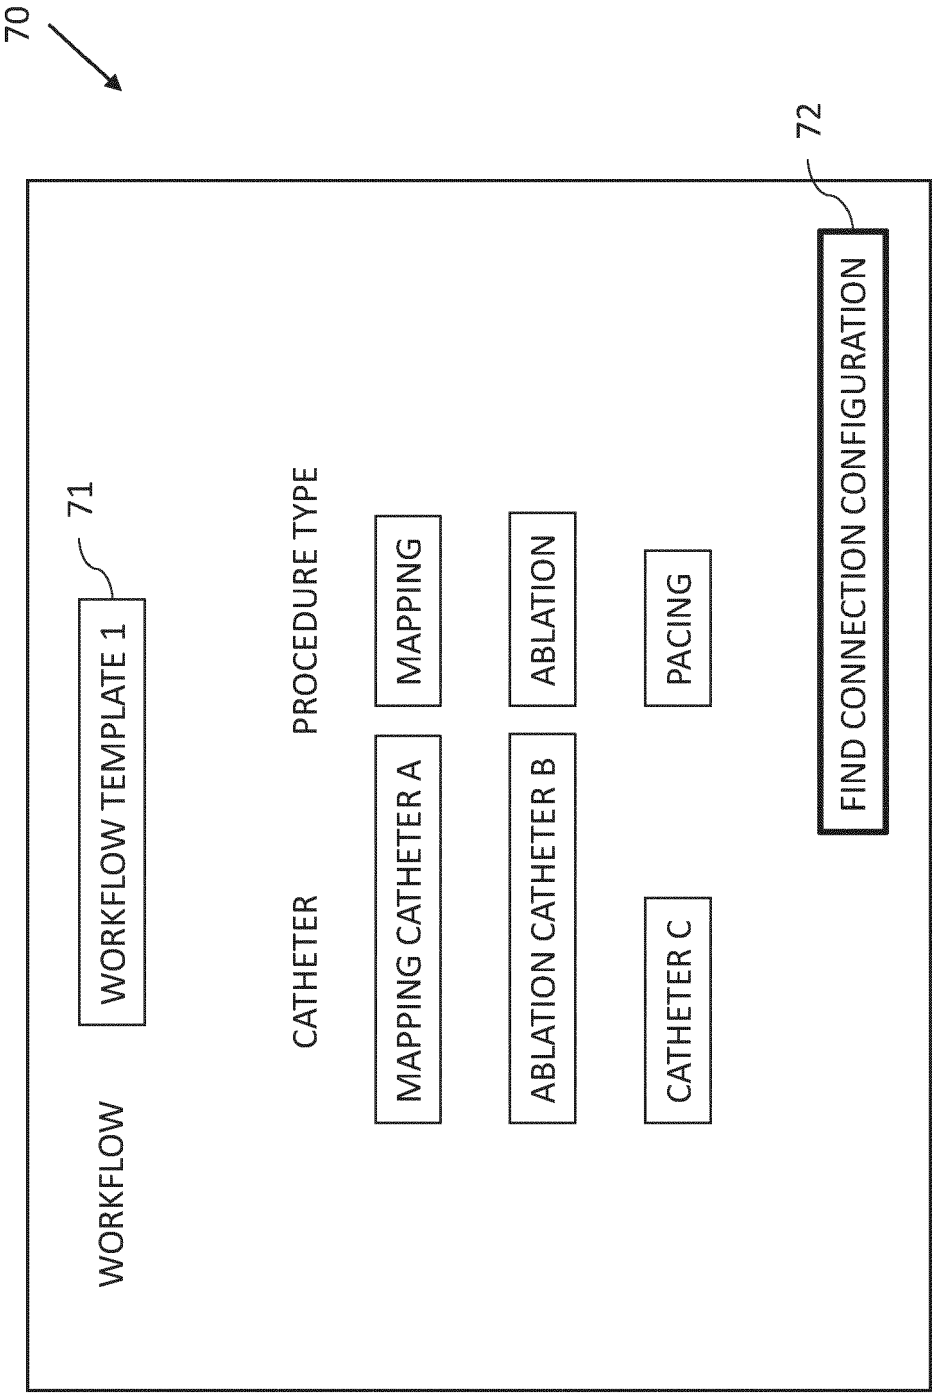 70
WORKFLOW WORKFLOW TEMPLATE 1 71
CATHETER PROCEDURE TYPE
MAPPING CATHETER A MAPPING
ABLATION CATHETER B ABLATION
CATHETER C PACING
72
FIND CONNECTION CONFIGURATION